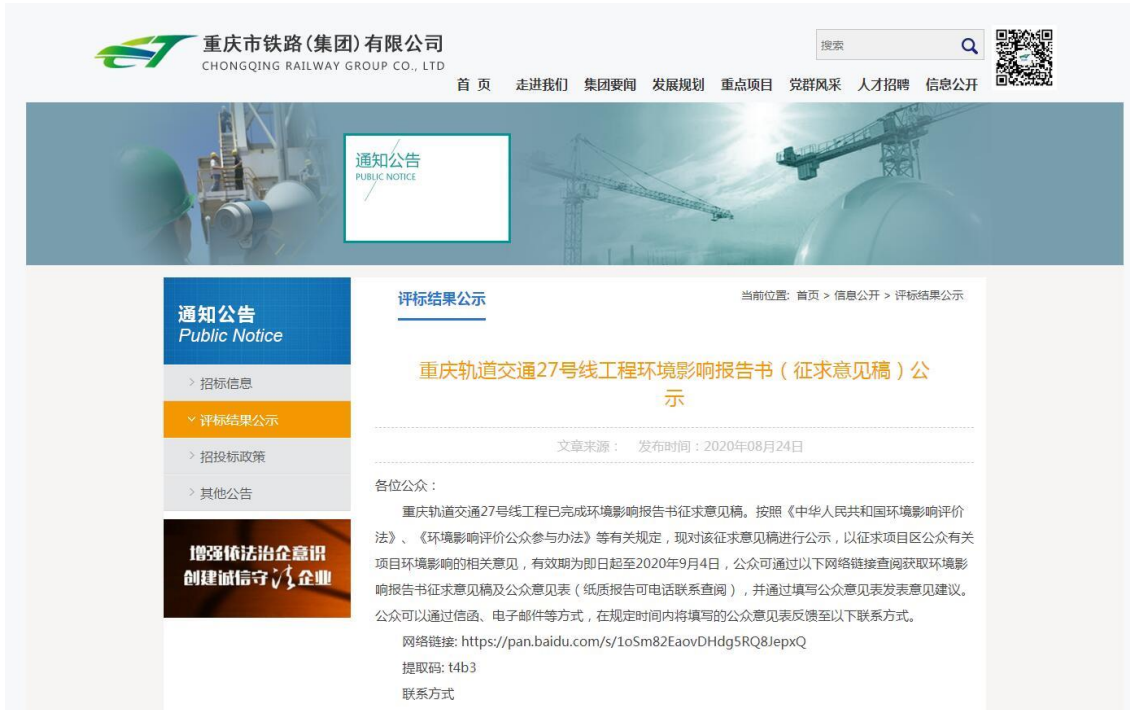 重庆市铁路(集团)有限公司
CHONGQING RAILWAY GROUP CO., LTD
搜索
首 页 走进我们 集团要闻 发展规划 重点项目 党群风采 人才招聘 信息公开
通知公告
PUBLIC NOTICE
通知公告
Public Notice
> 招标信息
评标结果公示
> 招投标政策
> 其他公告
增强依法治企意识
创建诚信守法企业
评标结果公示
当前位置: 首页 > 信息公开 > 评标结果公示
重庆轨道交通27号线工程环境影响报告书（征求意见稿）公
示
文章来源： 发布时间：2020年08月24日
各位公众：
重庆轨道交通27号线工程已完成环境影响报告书征求意见稿。按照《中华人民共和国环境影响评价
法》、《环境影响评价公众参与办法》等有关规定，现对该征求意见稿进行公示，以征求项目区公众有关
项目环境影响的相关意见，有效期为即日起至2020年9月4日，公众可通过以下网络链接查阅获取环境影
响报告书征求意见稿及公众意见表（纸质报告可电话联系查阅），并通过填写公众意见表发表意见建议。
公众可以通过信函、电子邮件等方式，在规定时间内将填写的公众意见表反馈至以下联系方式。
网络链接: https://pan.baidu.com/s/1oSm82EaovDHdg5RQ8JepxQ
提取码: t4b3
联系方式